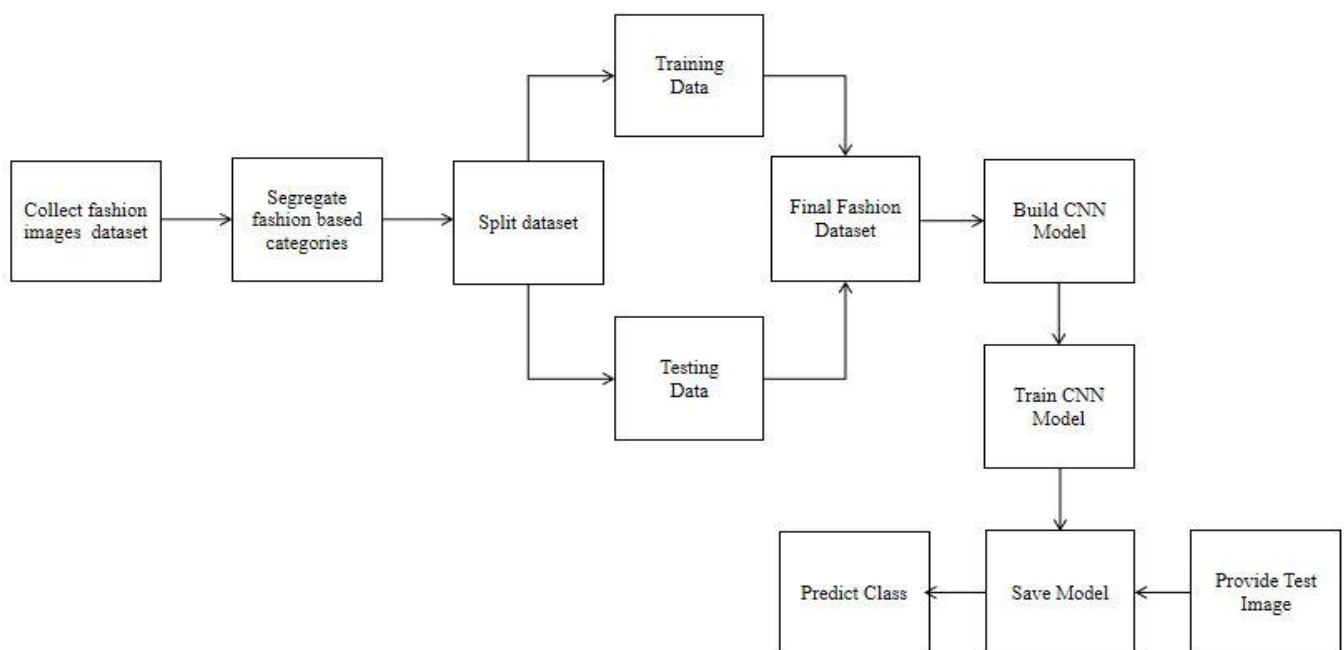 Collect fashion
images dataset
Segregate
fashion based
categories
Split dataset
Training
Data
Testing
Data
Final Fashion
Dataset
Build CNN
Model
Train CNN
Model
Save Model
Provide Test
Image
Predict Class